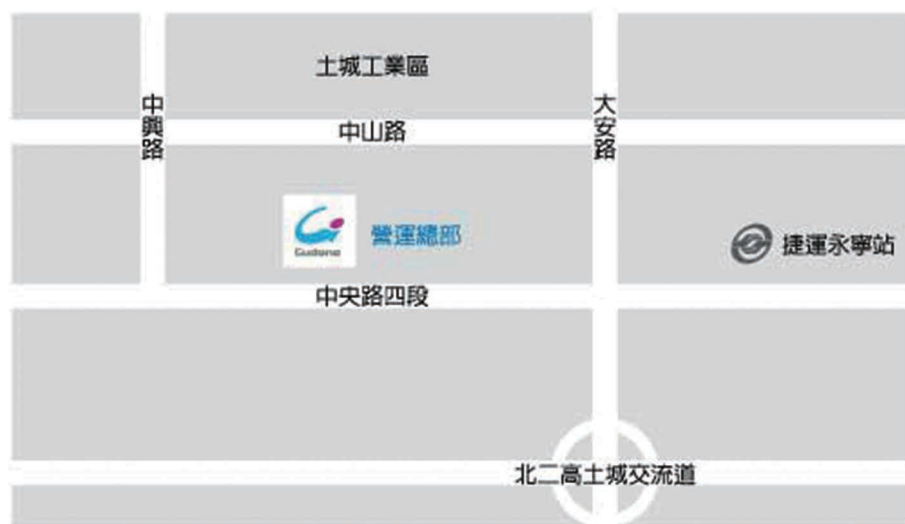 土城工業區
中興路
中山路
大安路
Gudeng
營運總部
捷運永寧站
中央路四段
北二高土城交流道